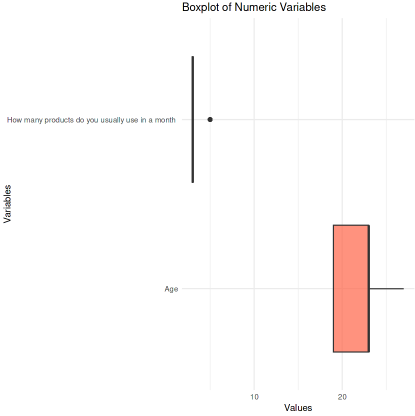 Boxplot of Numeric Variables
How many products do you usually use in a month
Variables
Age
10 20
Values